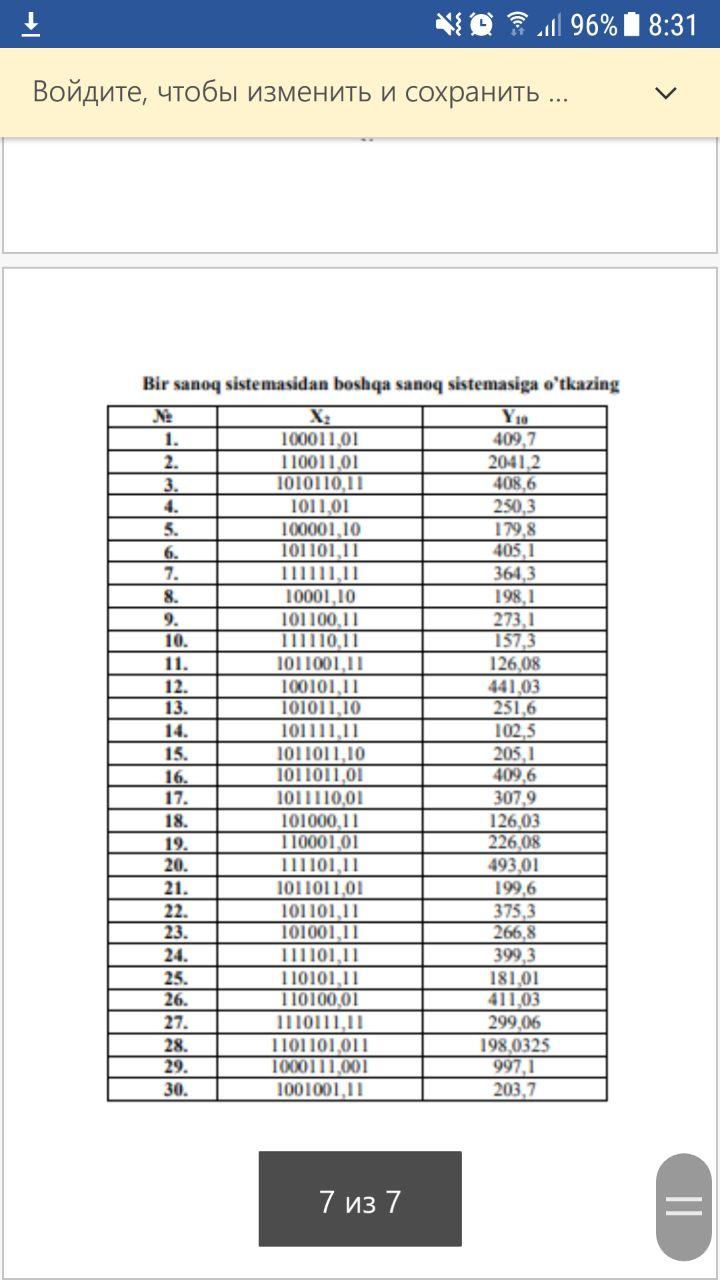 96% 8:31
Войдите, чтобы изменить и сохранить ...
Bir sanoq sistemasidan boshqa sanoq sistemasiga o'tkazing
№ X₂ Y₁₀
1. 100011,01 409,7
2. 110011,01 2041,2
3. 1010110,11 408,6
4. 1011,01 250,3
5. 100001,10 179,8
6. 101101,11 405,1
7. 111111,11 364,3
8. 10001,10 198,1
9. 101100,11 273,1
10. 111110,11 157,3
11. 1011001,11 126,08
12. 100101,11 441,03
13. 101011,10 251,6
14. 101111,11 102,5
15. 1011011,10 205,1
16. 1011011,01 409,6
17. 1011110,01 307,9
18. 101000,11 126,03
19. 110001,01 226,08
20. 111101,11 493,01
21. 1011011,01 199,6
22. 101101,11 375,3
23. 101001,11 266,8
24. 111101,11 399,3
25. 110101,11 181,01
26. 110100,01 411,03
27. 1110111,11 299,06
28. 1101101,011 198,0325
29. 1000111,001 997,1
30. 1001001,11 203,7
7 из 7